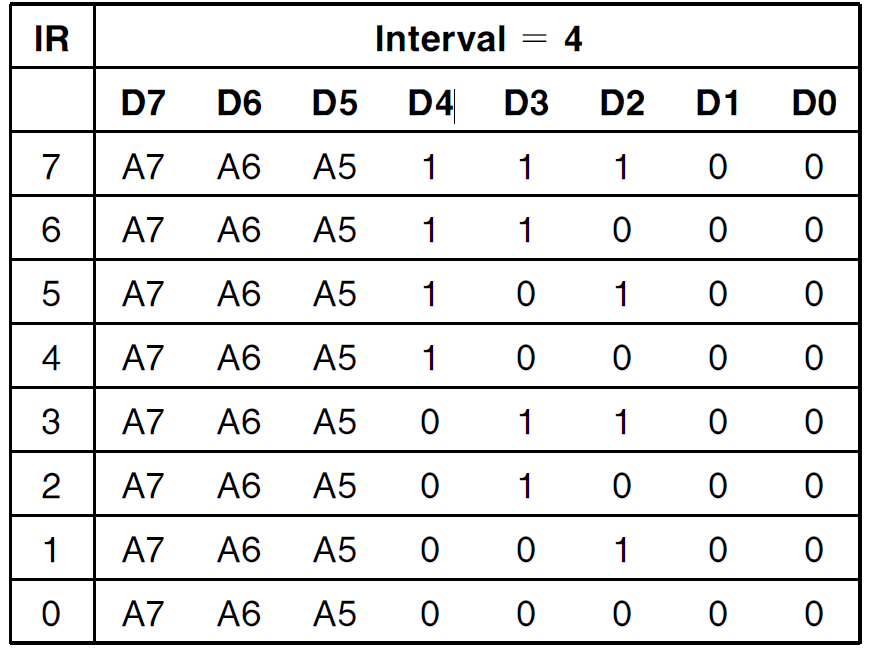 IR Interval = 4
D7 D6 D5 D4 D3 D2 D1 D0
7 A7 A6 A5 1 1 1 0 0
6 A7 A6 A5 1 1 0 0 0
5 A7 A6 A5 1 0 1 0 0
4 A7 A6 A5 1 0 0 0 0
3 A7 A6 A5 0 1 1 0 0
2 A7 A6 A5 0 1 0 0 0
1 A7 A6 A5 0 0 1 0 0
0 A7 A6 A5 0 0 0 0 0